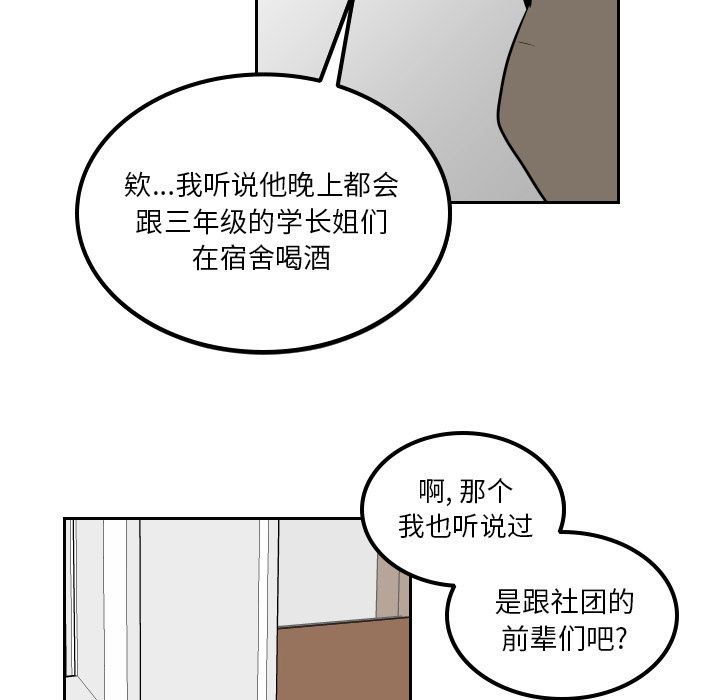 欸...我听说他晚上都会
跟三年级的学长姐们
在宿舍喝酒
啊, 那个
我也听说过
是跟社团的
前辈们吧?